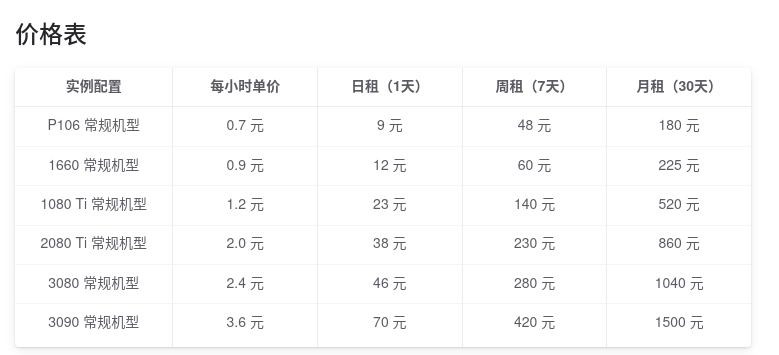 价格表
实例配置 每小时单价 日租（1天） 周租（7天） 月租（30天）
P106 常规机型 0.7 元 9 元 48 元 180 元
1660 常规机型 0.9 元 12 元 60 元 225 元
1080 Ti 常规机型 1.2 元 23 元 140 元 520 元
2080 Ti 常规机型 2.0 元 38 元 230 元 860 元
3080 常规机型 2.4 元 46 元 280 元 1040 元
3090 常规机型 3.6 元 70 元 420 元 1500 元